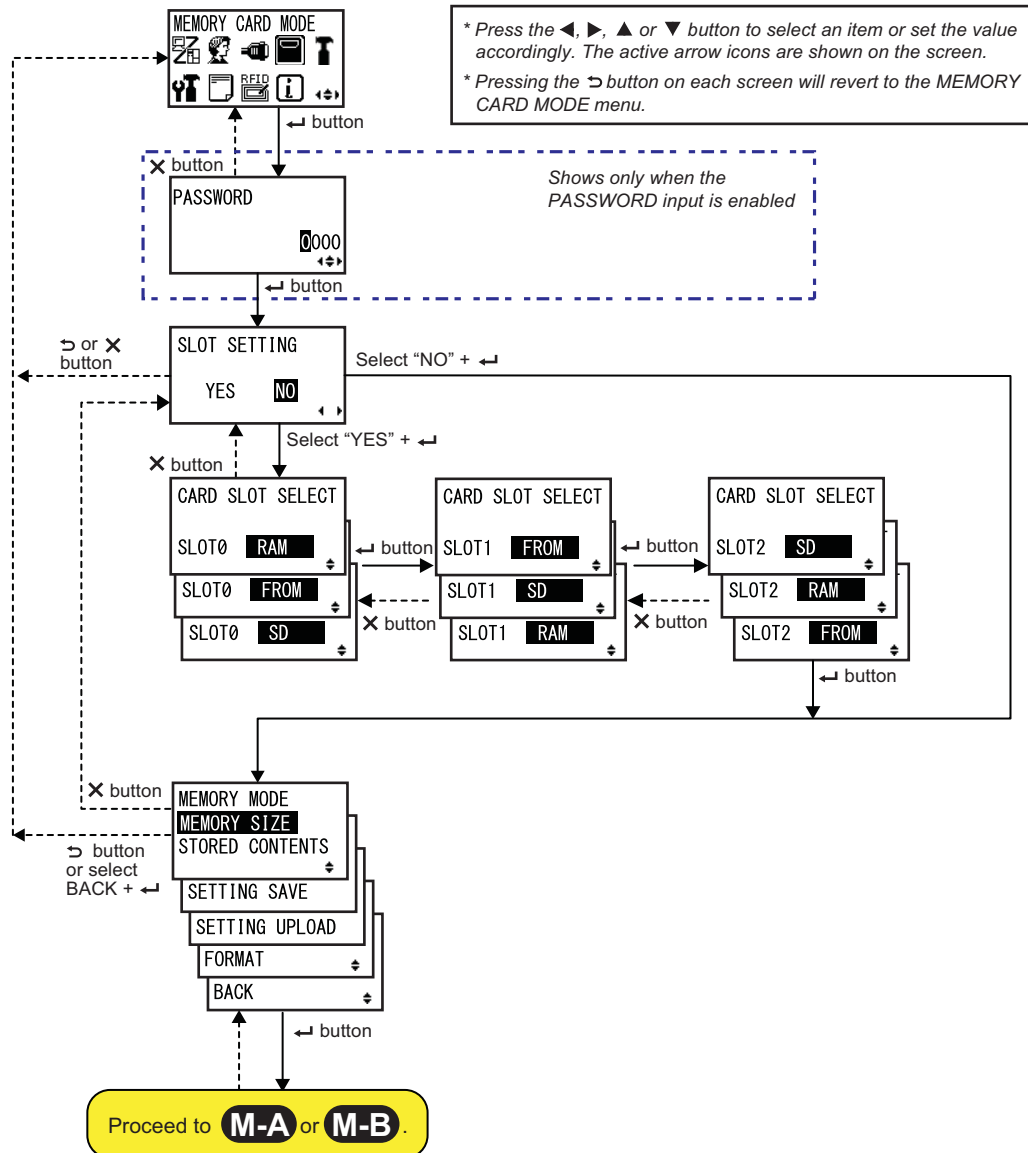 MEMORY CARD MODE
RFID
i
* Press the ◀, ▶, ▲ or ▼ button to select an item or set the value
accordingly. The active arrow icons are shown on the screen.
* Pressing the ⮌ button on each screen will revert to the MEMORY
CARD MODE menu.
↵ button
✕ button
Shows only when the
PASSWORD input is enabled
PASSWORD
0000
↵ button
SLOT SETTING
YES NO
⮌ or ✕
button
Select “NO” + ↵
Select “YES” + ↵
✕ button
CARD SLOT SELECT
SLOT0 RAM
SLOT0 FROM
SLOT0 SD
↵ button
✕ button
CARD SLOT SELECT
SLOT1 FROM
SLOT1 SD
SLOT1 RAM
↵ button
✕ button
CARD SLOT SELECT
SLOT2 SD
SLOT2 RAM
SLOT2 FROM
↵ button
✕ button
MEMORY MODE
MEMORY SIZE
STORED CONTENTS
SETTING SAVE
SETTING UPLOAD
FORMAT
BACK
⮌ button
or select
BACK + ↵
↵ button
Proceed to M-A or M-B.